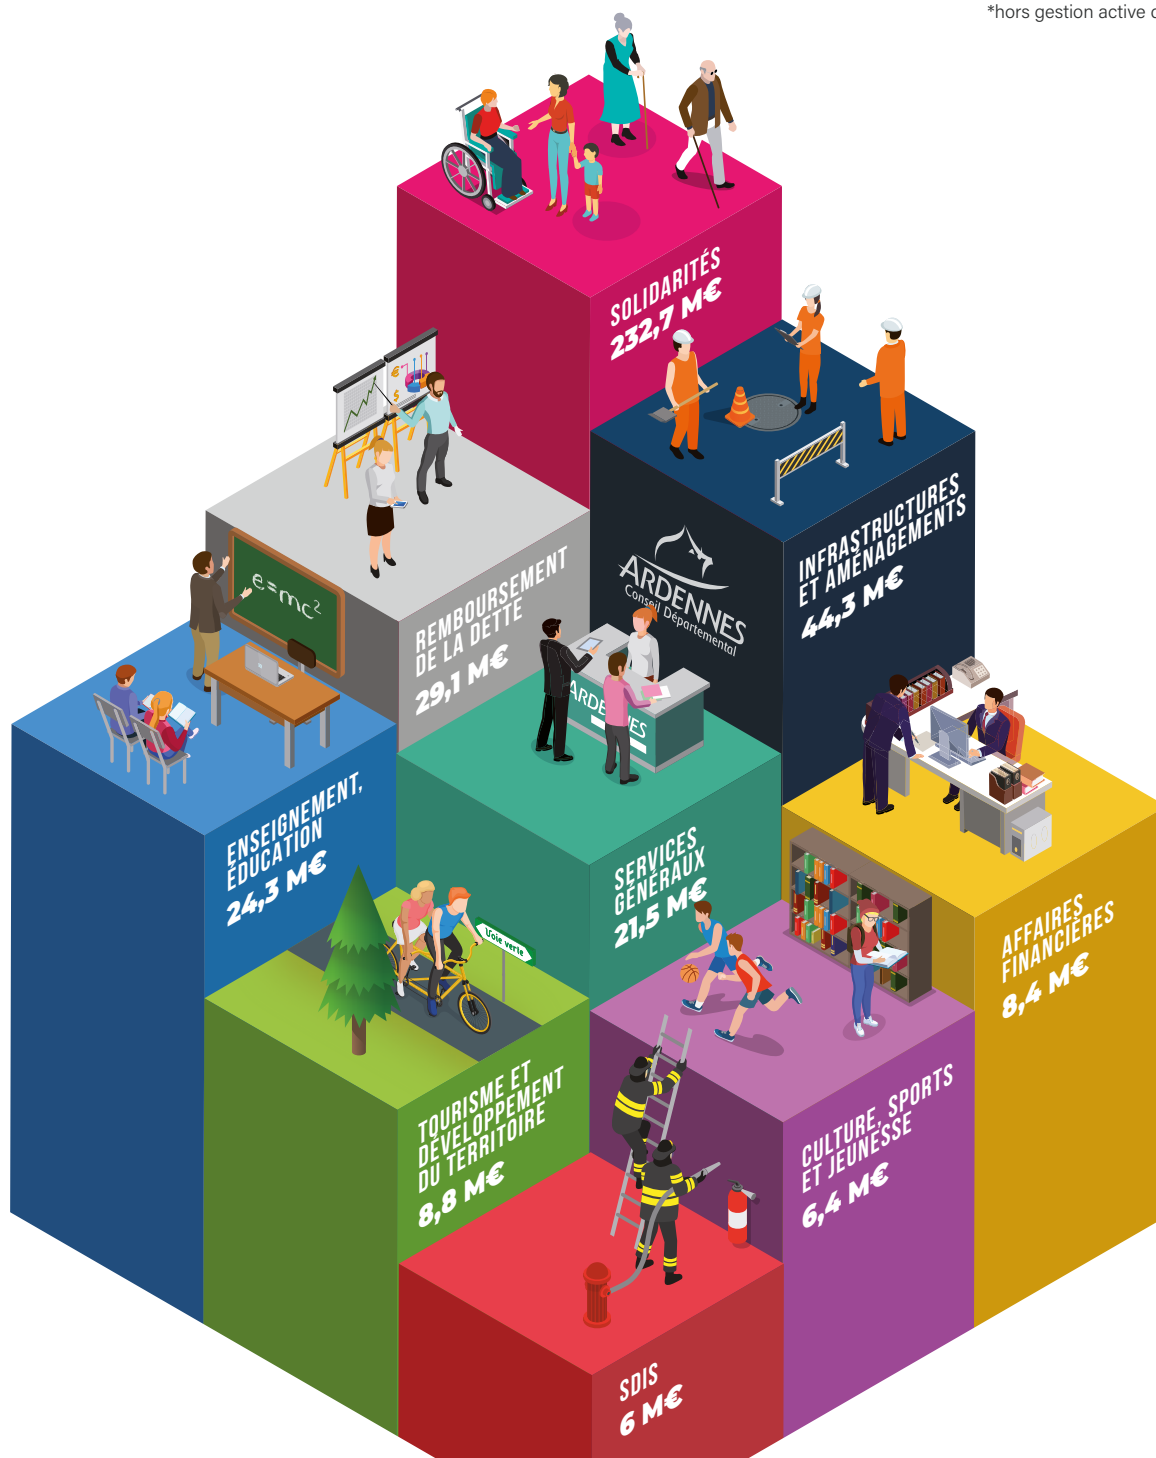 *hors gestion active
SOLIDARITÉS
232,7 M€
INFRASTRUCTURES
ET AMÉNAGEMENTS
44,3 M€
ARDENNES
Conseil Départemental
REMBOURSEMENT
DE LA DETTE
29,1 M€
e=mc²
ARDENNES
ENSEIGNEMENT,
ÉDUCATION
24,3 M€
SERVICES
GÉNÉRAUX
21,5 M€
AFFAIRES
FINANCIÈRES
8,4 M€
Voie verte
TOURISME ET
DÉVELOPPEMENT
DU TERRITOIRE
8,8 M€
CULTURE, SPORTS
ET JEUNESSE
6,4 M€
SDIS
6 M€